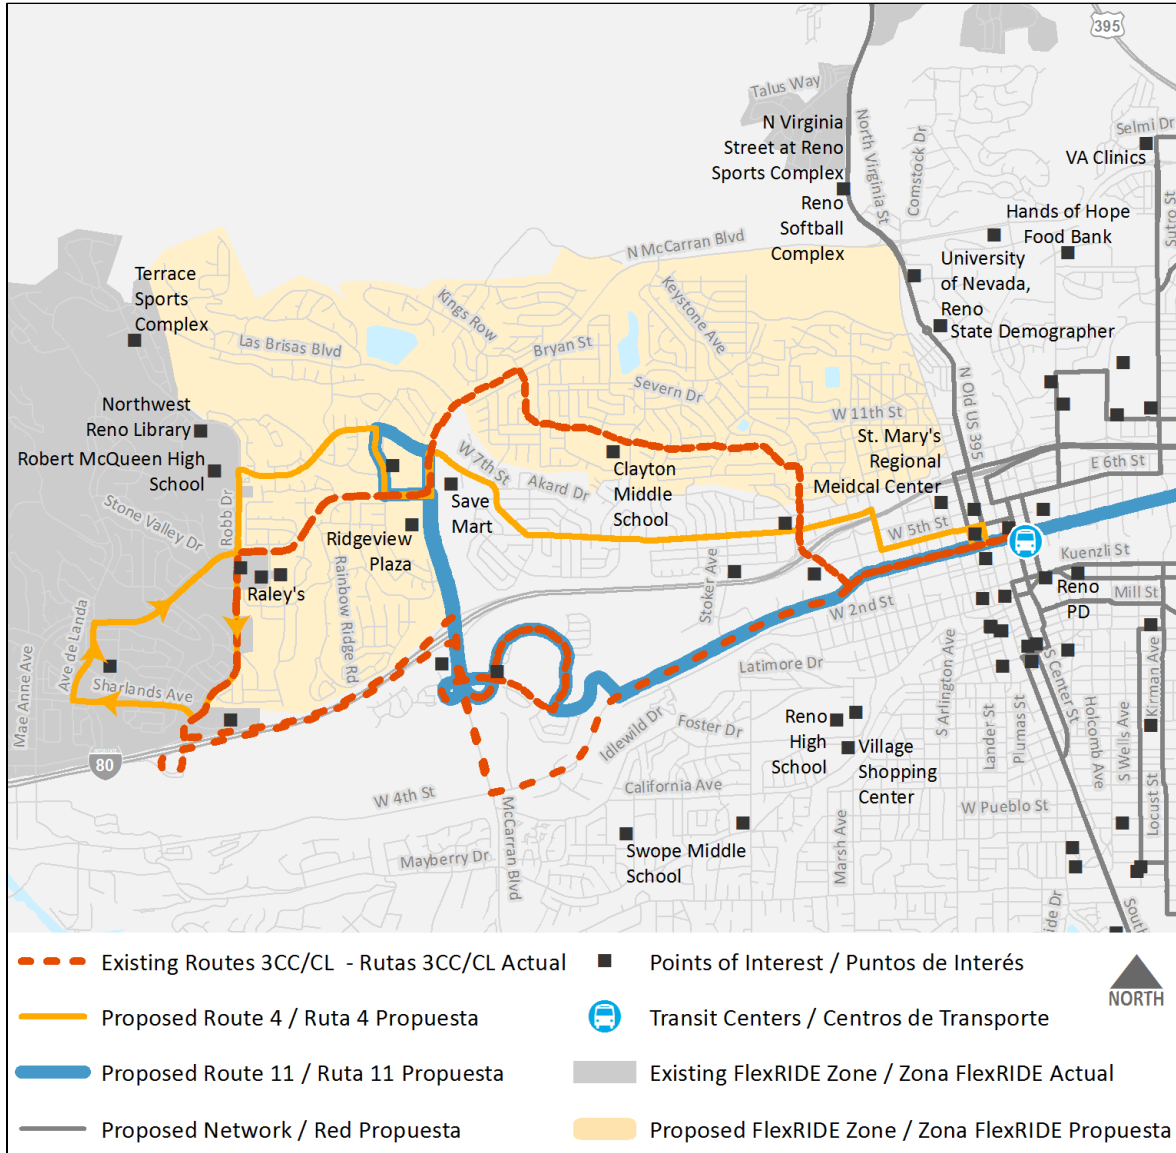 395
Talus Way
N Virginia
Street at Reno
Sports Complex
Reno
Softball
Complex
North Virginia St
Comstock Dr
Selmi Dr
VA Clinics
Sutro St
Hands of Hope
Food Bank
University
of Nevada,
Reno
State Demographer
N McCarran Blvd
Terrace
Sports
Complex
Kings Row
Keystone Ave
Las Brisas Blvd
Bryan St
Severn Dr
N Old US 395
Northwest
Reno Library
W 11th St
St. Mary's
Regional
Meidcal Center
Robert McQueen High
School
W 7th St
Akard Dr
Clayton
Middle
School
E 6th St
Save
Mart
Stone Valley Dr
Robb Dr
Ridgeview
Plaza
W 5th St
Kuenzli St
Raley's
Rainbow Ridge Rd
Stoker Ave
W 2nd St
Reno
PD
Mill St
Ave de Landa
Mae Anne Ave
Sharlands Ave
Latimore Dr
S Arlington Ave
S Center St
Kirman Ave
Idlewild Dr
Foster Dr
Reno
High
School
Village
Shopping
Center
Lander St
Plumas St
Holcomb Ave
S Wells Ave
Locust St
80
W 4th St
McCarran Blvd
California Ave
W Pueblo St
Mayberry Dr
Marsh Ave
Swope Middle
School
ide Dr
South
Existing Routes 3CC/CL - Rutas 3CC/CL Actual
Points of Interest / Puntos de Interés
NORTH
Proposed Route 4 / Ruta 4 Propuesta
Transit Centers / Centros de Transporte
Proposed Route 11 / Ruta 11 Propuesta
Existing FlexRIDE Zone / Zona FlexRIDE Actual
Proposed Network / Red Propuesta
Proposed FlexRIDE Zone / Zona FlexRIDE Propuesta